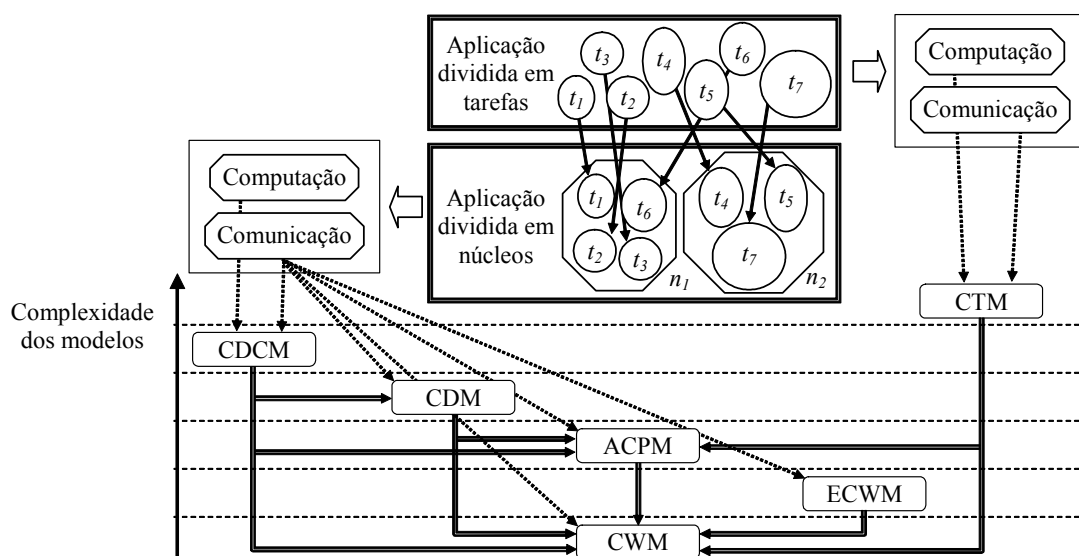 Aplicação
dividida em
tarefas
t3
t4
t6
t1
t2
t5
t7
Computação
Comunicação
Computação
Comunicação
Aplicação
dividida em
núcleos
t1
t6
t4
t5
t2
t3
t7
n1
n2
Complexidade
dos modelos
CTM
CDCM
CDM
ACPM
ECWM
CWM